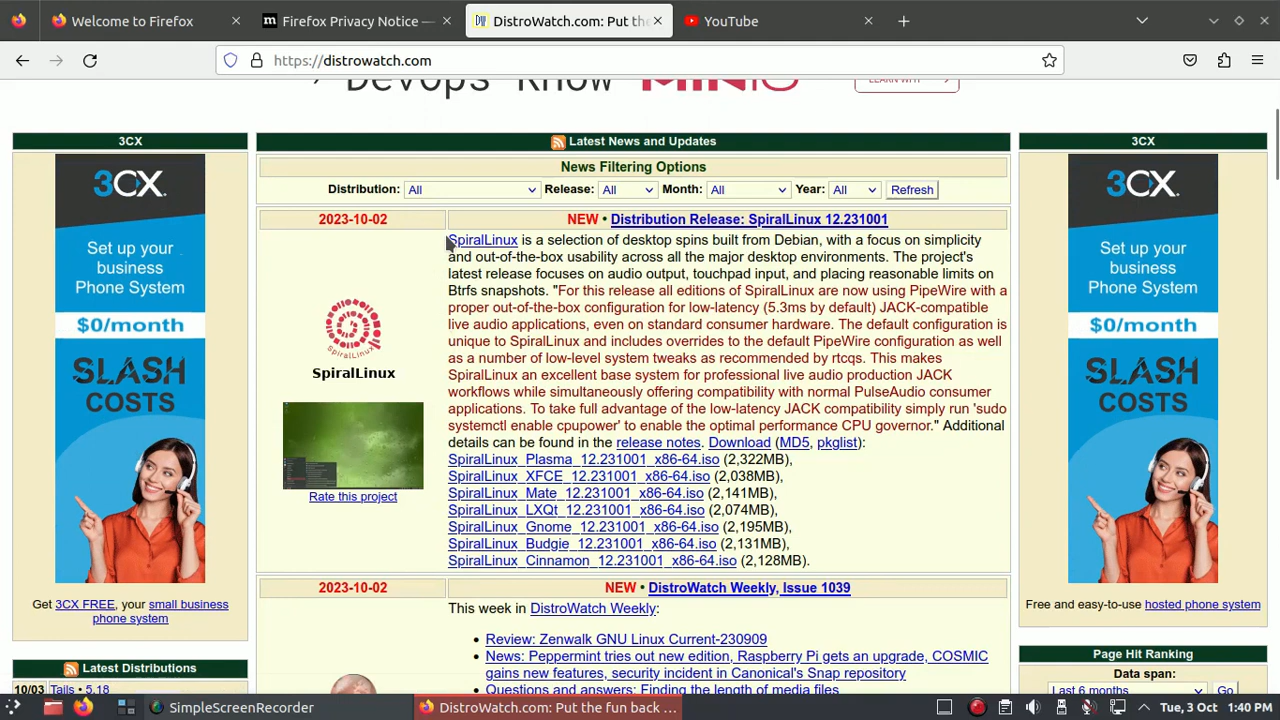 Welcome to Firefox
Firefox Privacy Notice —
DistroWatch.com: Put the
YouTube
https://distrowatch.com
DevOps Know MINIO
LEARN WHY
3CX
Latest News and Updates
3CX
News Filtering Options
Distribution: All Release: All Month: All Year: All Refresh
2023-10-02
NEW • Distribution Release: SpiralLinux 12.231001
SpiralLinux is a selection of desktop spins built from Debian, with a focus on simplicity
and out-of-the-box usability across all the major desktop environments. The project's
latest release focuses on audio output, touchpad input, and placing reasonable limits on
Btrfs snapshots. "For this release all editions of SpiralLinux are now using PipeWire with a
proper out-of-the-box configuration for low-latency (5.3ms by default) JACK-compatible
live audio applications, even on standard consumer hardware. The default configuration is
unique to SpiralLinux and includes overrides to the default PipeWire configuration as well
as a number of low-level system tweaks as recommended by rtcqs. This makes
SpiralLinux an excellent base system for professional live audio production JACK
workflows while simultaneously offering compatibility with normal PulseAudio consumer
applications. To take full advantage of the low-latency JACK compatibility simply run 'sudo
systemctl enable cpupower' to enable the optimal performance CPU governor." Additional
details can be found in the release notes. Download (MD5, pkglist):
SpiralLinux_Plasma_12.231001_x86-64.iso (2,322MB),
SpiralLinux_XFCE_12.231001_x86-64.iso (2,038MB),
SpiralLinux_Mate_12.231001_x86-64.iso (2,141MB),
SpiralLinux_LXQt_12.231001_x86-64.iso (2,074MB),
SpiralLinux_Gnome_12.231001_x86-64.iso (2,195MB),
SpiralLinux_Budgie_12.231001_x86-64.iso (2,131MB),
SpiralLinux_Cinnamon_12.231001_x86-64.iso (2,128MB).
SpiralLinux
SpiralLinux
Rate this project
2023-10-02
NEW • DistroWatch Weekly, Issue 1039
This week in DistroWatch Weekly:
• Review: Zenwalk GNU Linux Current-230909
• News: Peppermint tries out new edition, Raspberry Pi gets an upgrade, COSMIC
gains new features, security incident in Canonical's Snap repository
• Questions and answers: Finding the length of media files
3CX
Set up your
business
Phone System
$0/month
SLASH
COSTS
Get 3CX FREE, your small business
phone system
Latest Distributions
10/03 Tails • 5.18
3CX
Set up your
business
Phone System
$0/month
SLASH
COSTS
Free and easy-to-use hosted phone system
Page Hit Ranking
Data span:
Last 6 months Go
SimpleScreenRecorder
DistroWatch.com: Put the fun back ...
Tue, 3 Oct 1:40 PM